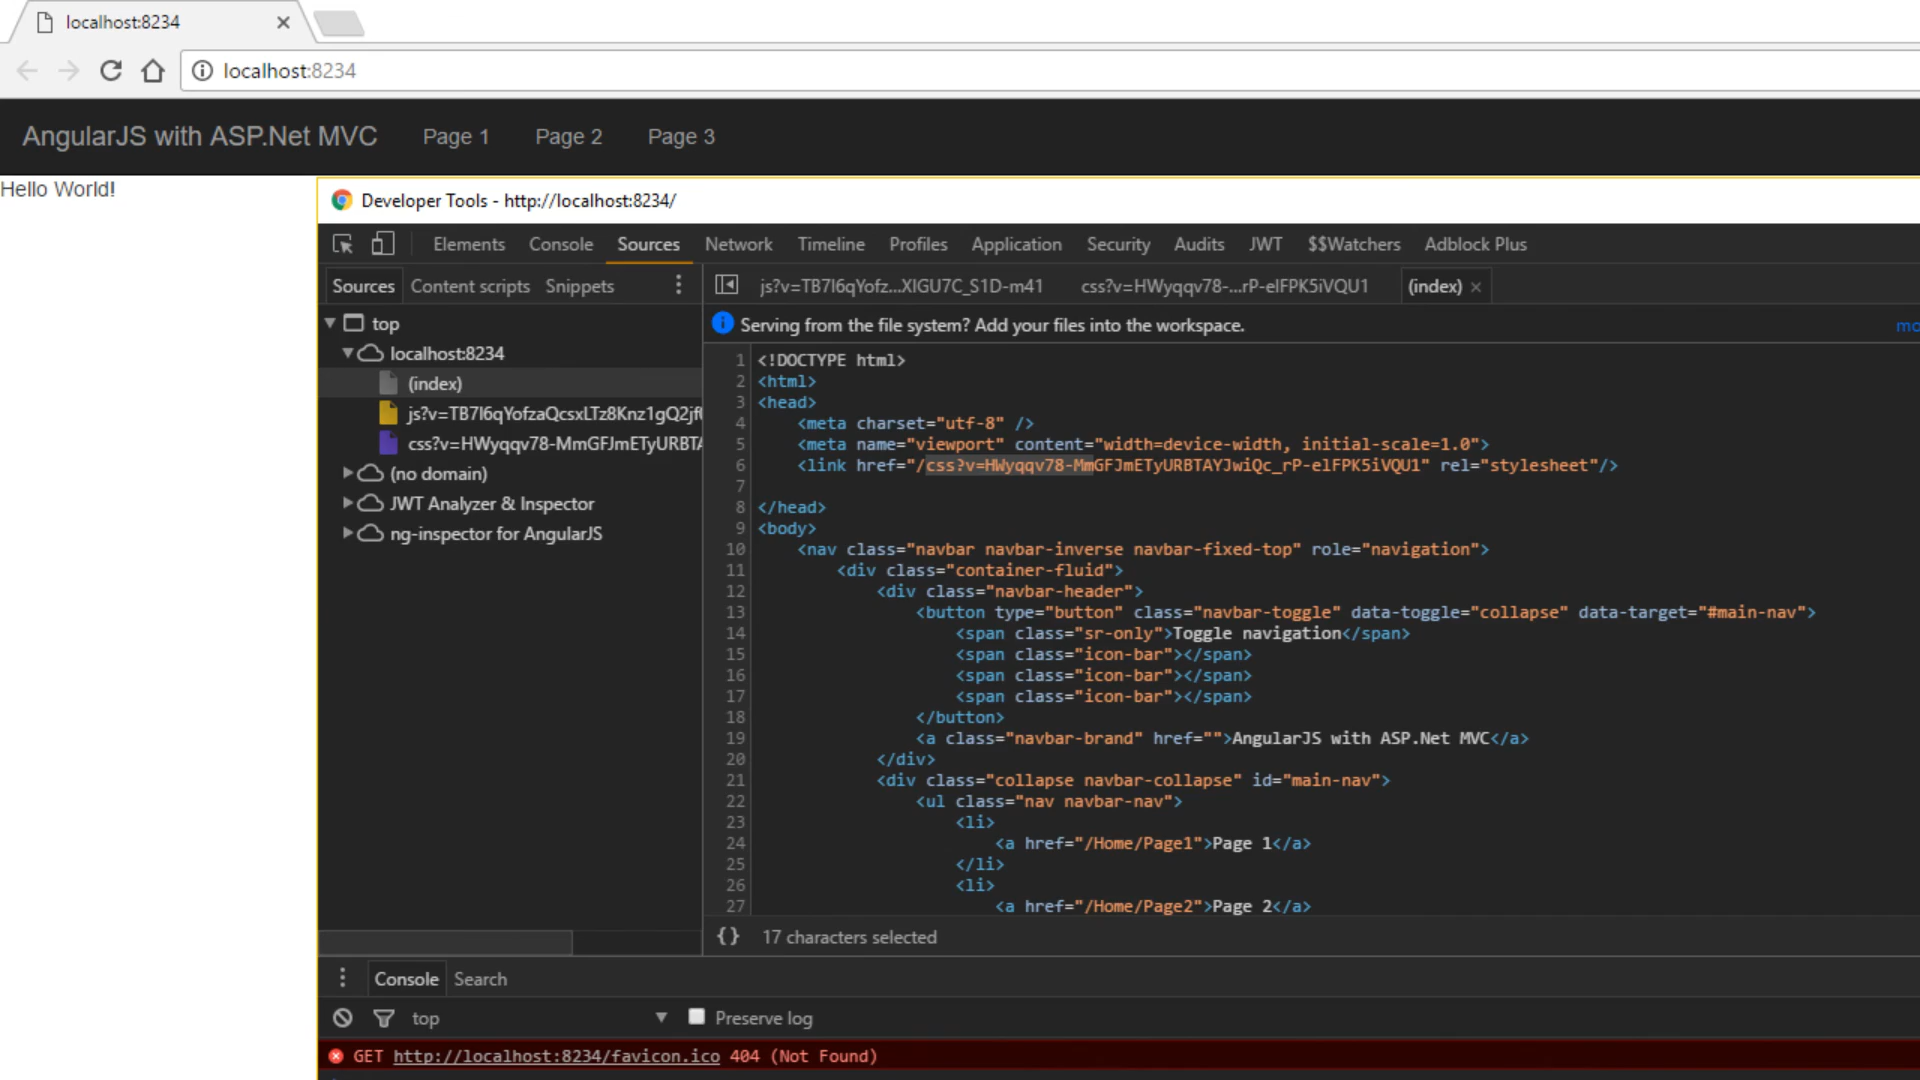 localhost:8234
localhost:8234
AngularJS with ASP.Net MVC Page 1 Page 2 Page 3
Hello World!
Developer Tools - http://localhost:8234/
Elements Console Sources Network Timeline Profiles Application Security Audits JWT $$Watchers Adblock Plus
Sources Content scripts Snippets
js?v=TB7I6qYofz...XIGU7C_S1D-m41 css?v=HWyqqv78-...rP-elFPK5iVQU1 (index)
Serving from the file system? Add your files into the workspace. mo
top
localhost:8234
(index)
js?v=TB7I6qYofzaQcsxLTz8Knz1gQ2jf
css?v=HWyqqv78-MmGFJmETyURBTA
(no domain)
JWT Analyzer & Inspector
ng-inspector for AngularJS
1 <!DOCTYPE html>
2 <html>
3 <head>
4 <meta charset="utf-8" />
5 <meta name="viewport" content="width=device-width, initial-scale=1.0">
6 <link href="/css?v=HWyqqv78-MmGFJmETyURBTAYJwiQc_rP-elFPK5iVQU1" rel="stylesheet"/>
7
8 </head>
9 <body>
10 <nav class="navbar navbar-inverse navbar-fixed-top" role="navigation">
11 <div class="container-fluid">
12 <div class="navbar-header">
13 <button type="button" class="navbar-toggle" data-toggle="collapse" data-target="#main-nav">
14 <span class="sr-only">Toggle navigation</span>
15 <span class="icon-bar"></span>
16 <span class="icon-bar"></span>
17 <span class="icon-bar"></span>
18 </button>
19 <a class="navbar-brand" href="">AngularJS with ASP.Net MVC</a>
20 </div>
21 <div class="collapse navbar-collapse" id="main-nav">
22 <ul class="nav navbar-nav">
23 <li>
24 <a href="/Home/Page1">Page 1</a>
25 </li>
26 <li>
27 <a href="/Home/Page2">Page 2</a>
{} 17 characters selected
Console Search
top Preserve log
GET http://localhost:8234/favicon.ico 404 (Not Found)